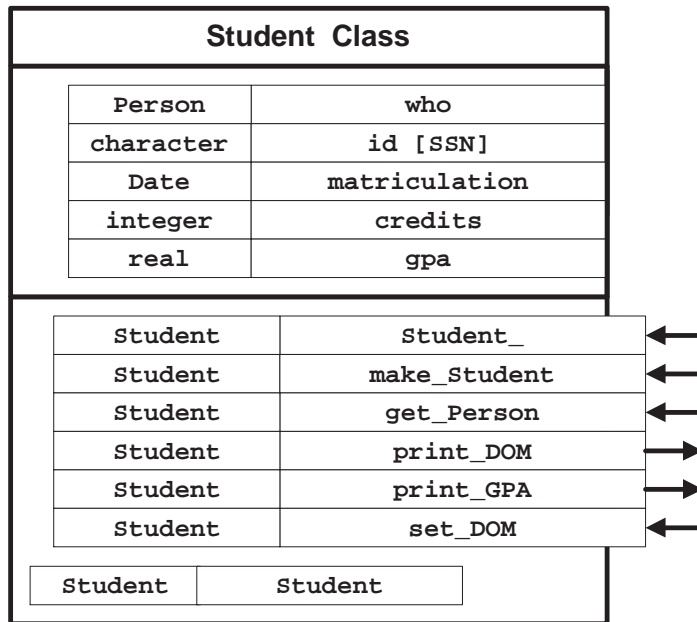 Student Class
Person who
character id [SSN]
Date matriculation
integer credits
real gpa
Student Student_
Student make_Student
Student get_Person
Student print_DOM
Student print_GPA
Student set_DOM
Student Student